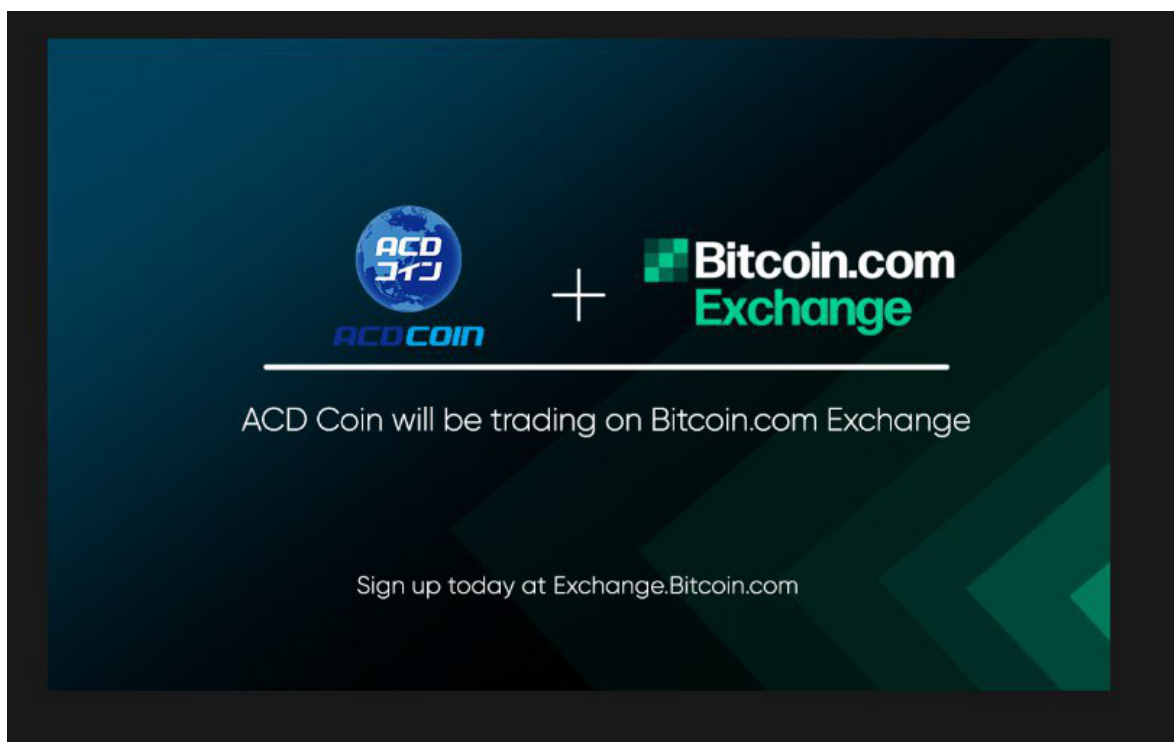 ACD
コイン
ACDCOIN
Bitcoin.com
Exchange
ACD Coin will be trading on Bitcoin.com Exchange
Sign up today at Exchange.Bitcoin.com